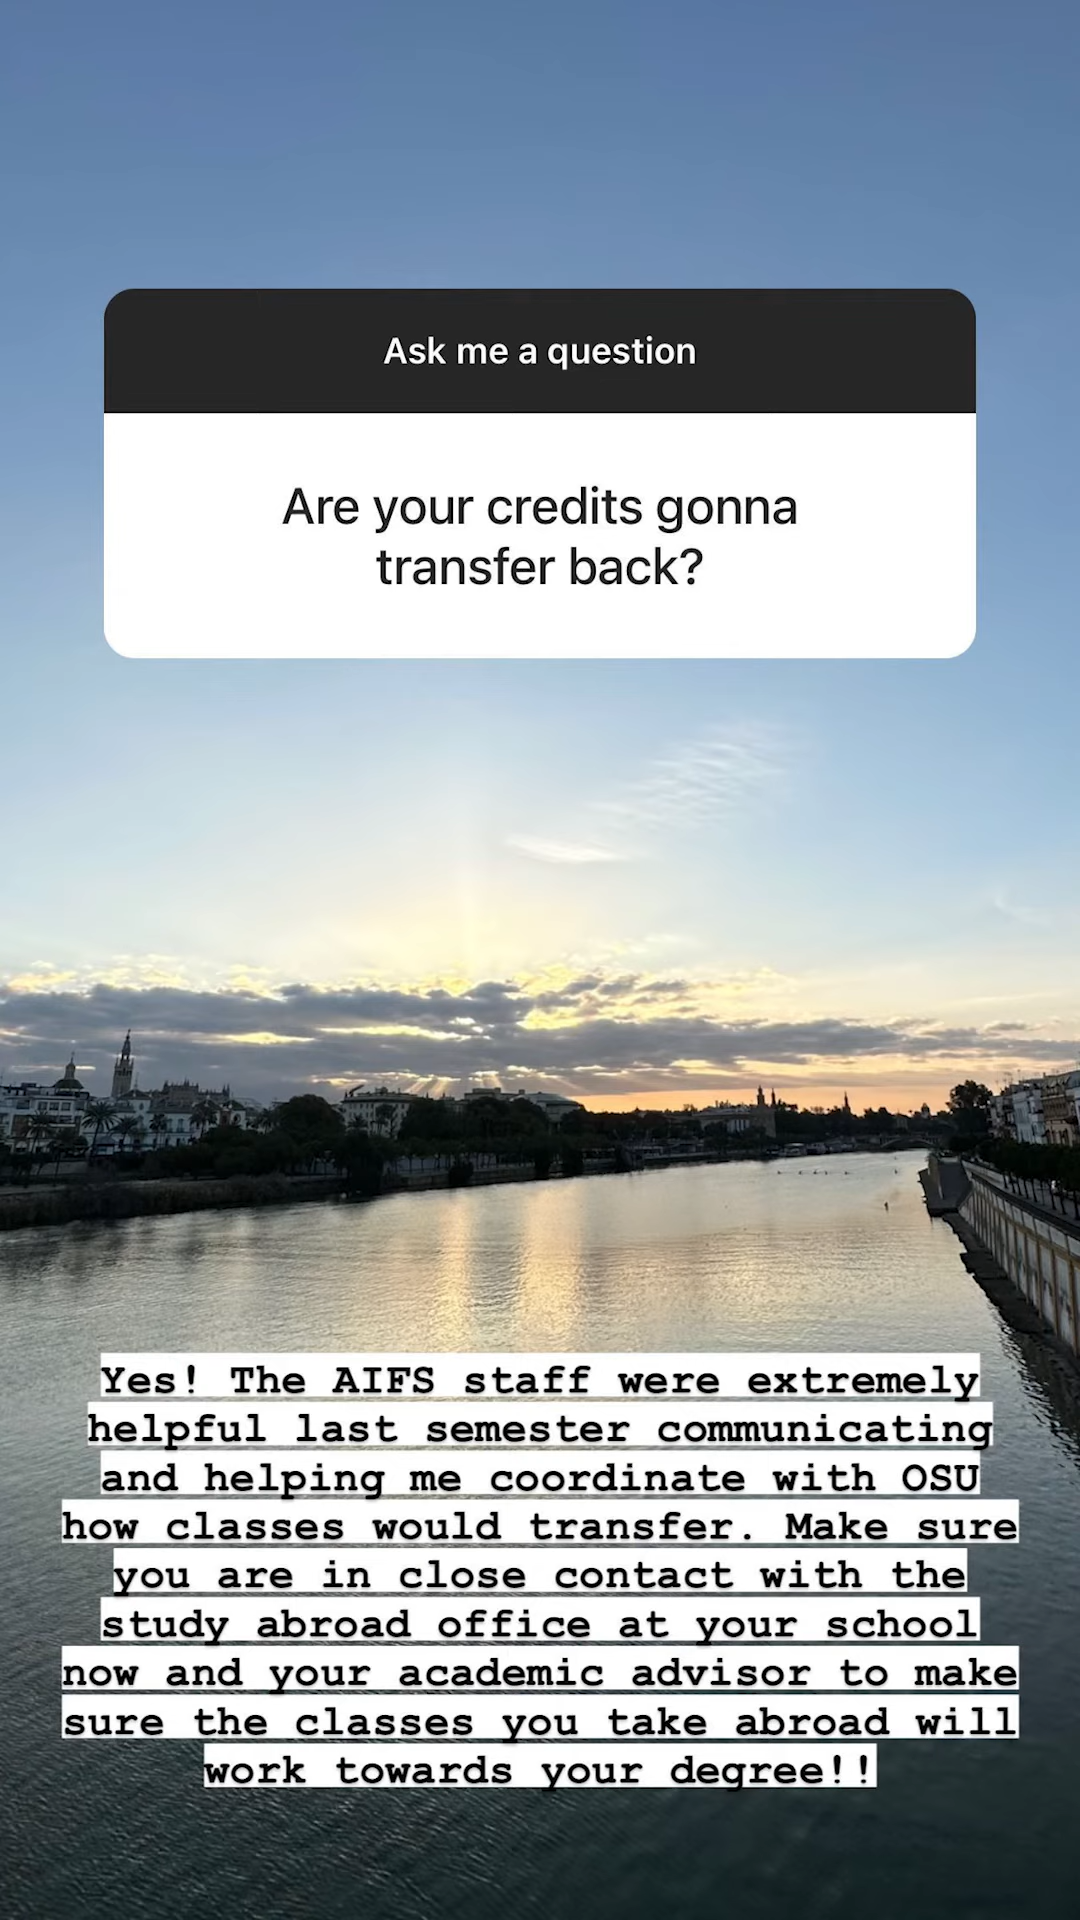 Ask me a question
Are your credits gonna
transfer back?
Yes! The AIFS staff were extremely
helpful last semester communicating
and helping me coordinate with OSU
how classes would transfer. Make sure
you are in close contact with the
study abroad office at your school
now and your academic advisor to make
sure the classes you take abroad will
work towards your degree!!